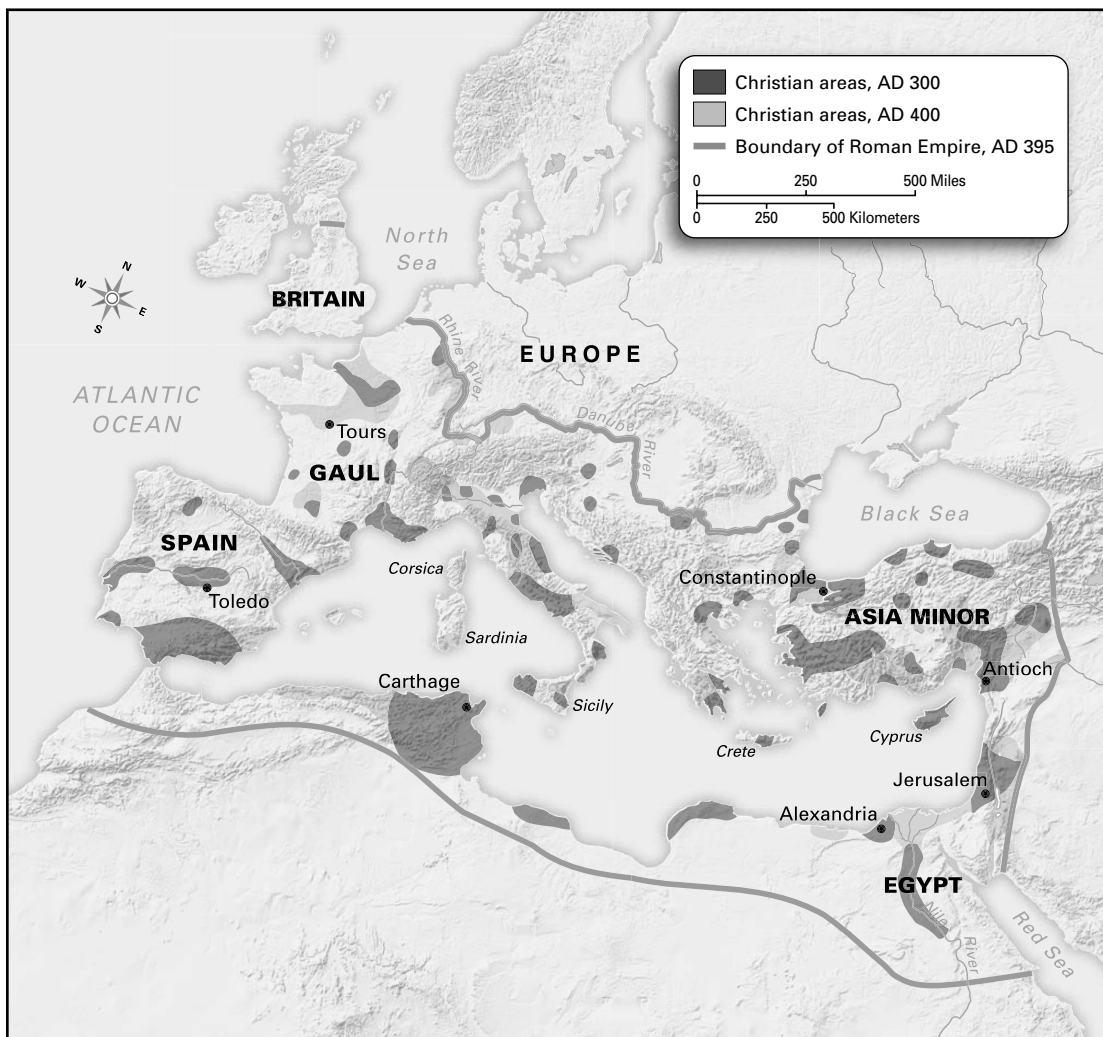 Christian areas, AD 300
Christian areas, AD 400
Boundary of Roman Empire, AD 395
0 250 500 Miles
0 250 500 Kilometers
North
Sea
N
W
E
S
BRITAIN
Rhine River
EUROPE
ATLANTIC
OCEAN
Danube
River
Tours
GAUL
Black Sea
SPAIN
Corsica
Constantinople
Toledo
ASIA MINOR
Sardinia
Antioch
Carthage
Sicily
Cyprus
Crete
Jerusalem
Alexandria
EGYPT
Nile
River
Red Sea